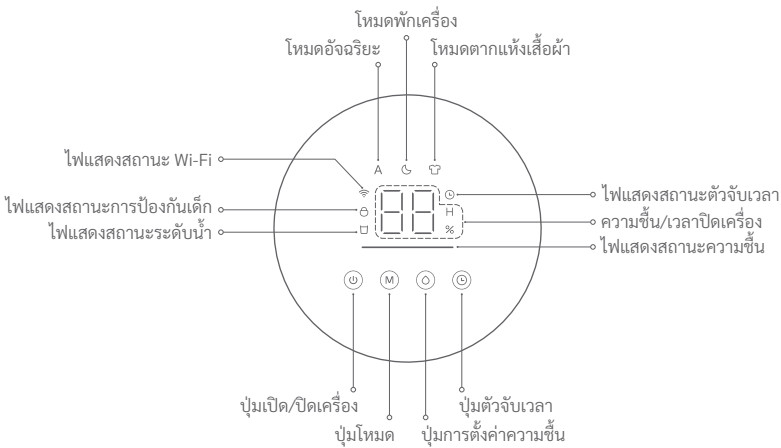 โหมดพักเครื่อง
โหมดอัจฉริยะ
โหมดตากแห้งเสื้อผ้า
A
ไฟแสดงสถานะ Wi-Fi
ไฟแสดงสถานะตัวจับเวลา
ไฟแสดงสถานะการป้องกันเด็ก
88
H
ความชื้น/เวลาปิดเครื่อง
ไฟแสดงสถานะระดับน้ำ
%
ไฟแสดงสถานะความชื้น
M
ปุ่มเปิด/ปิดเครื่อง
ปุ่มตัวจับเวลา
ปุ่มโหมด
ปุ่มการตั้งค่าความชื้น